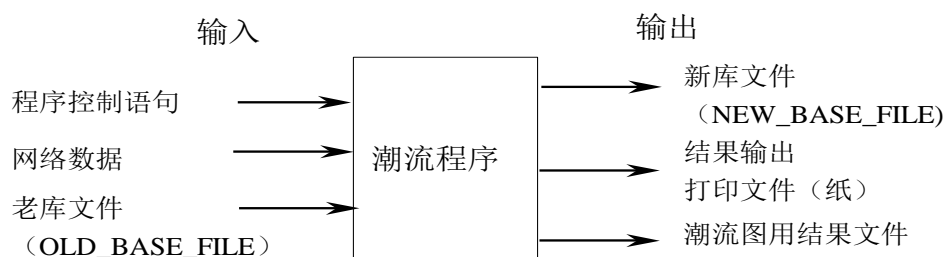 输入
输出
程序控制语句
网络数据
老库文件
（OLD_BASE_FILE）
潮流程序
新库文件
（NEW_BASE_FILE)
结果输出
打印文件（纸）
潮流图用结果文件